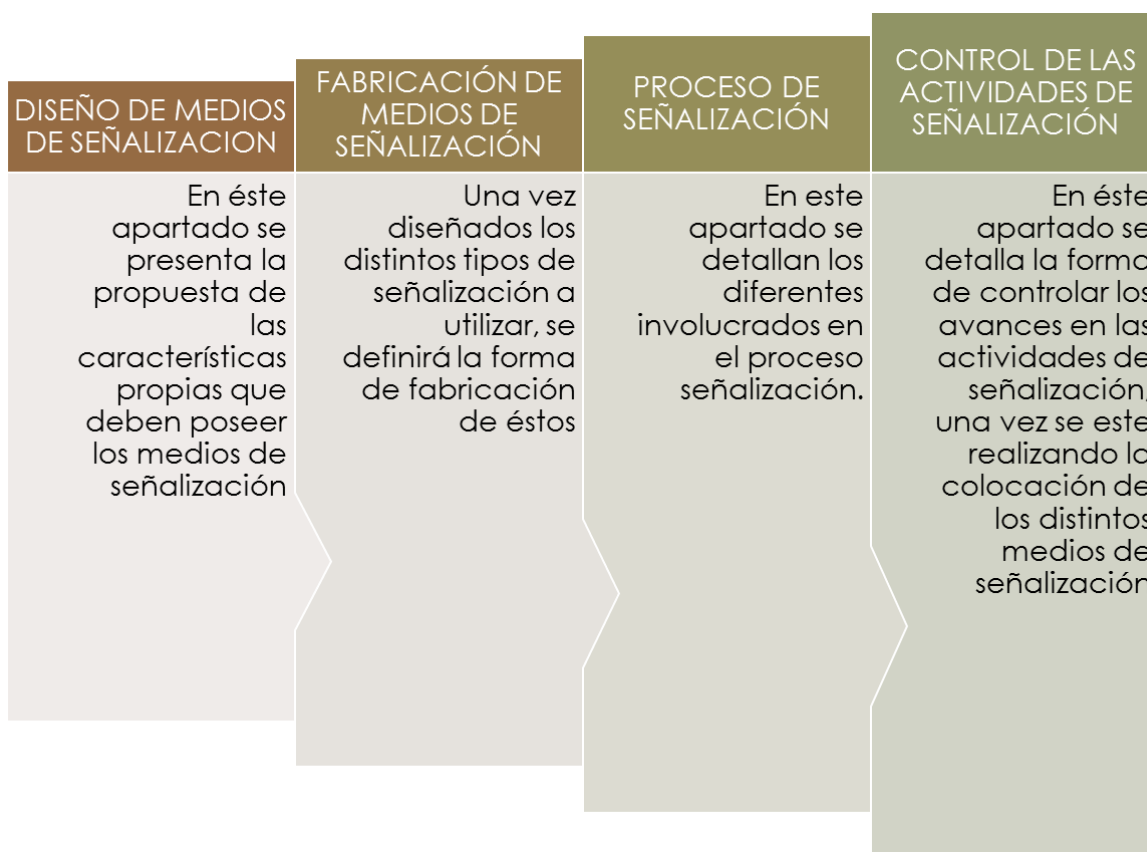 DISEÑO DE MEDIOS
DE SEÑALIZACION
En éste
apartado se
presenta la
propuesta de
las
características
propias que
deben poseer
los medios de
señalización
FABRICACIÓN DE
MEDIOS DE
SEÑALIZACIÓN
Una vez
diseñados los
distintos tipos de
señalización a
utilizar, se
definirá la forma
de fabricación
de éstos
PROCESO DE
SEÑALIZACIÓN
En este
apartado se
detallan los
diferentes
involucrados en
el proceso
señalización.
CONTROL DE LAS
ACTIVIDADES DE
SEÑALIZACIÓN
En éste
apartado se
detalla la forma
de controlar los
avances en las
actividades de
señalización,
una vez se este
realizando la
colocación de
los distintos
medios de
señalización